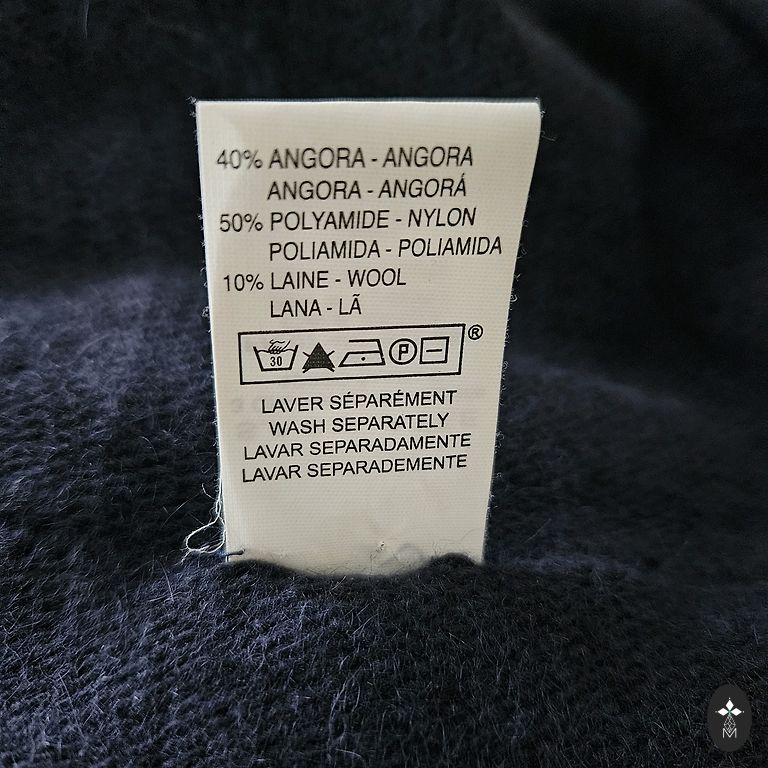 40% ANGORA - ANGORA
ANGORA - ANGORÁ
50% POLYAMIDE - NYLON
POLIAMIDA - POLIAMIDA
10% LAINE - WOOL
LANA - LÃ
30 P ®
LAVER SÉPARÉMENT
WASH SEPARATELY
LAVAR SEPARADAMENTE
LAVAR SEPARADEMENTE
M